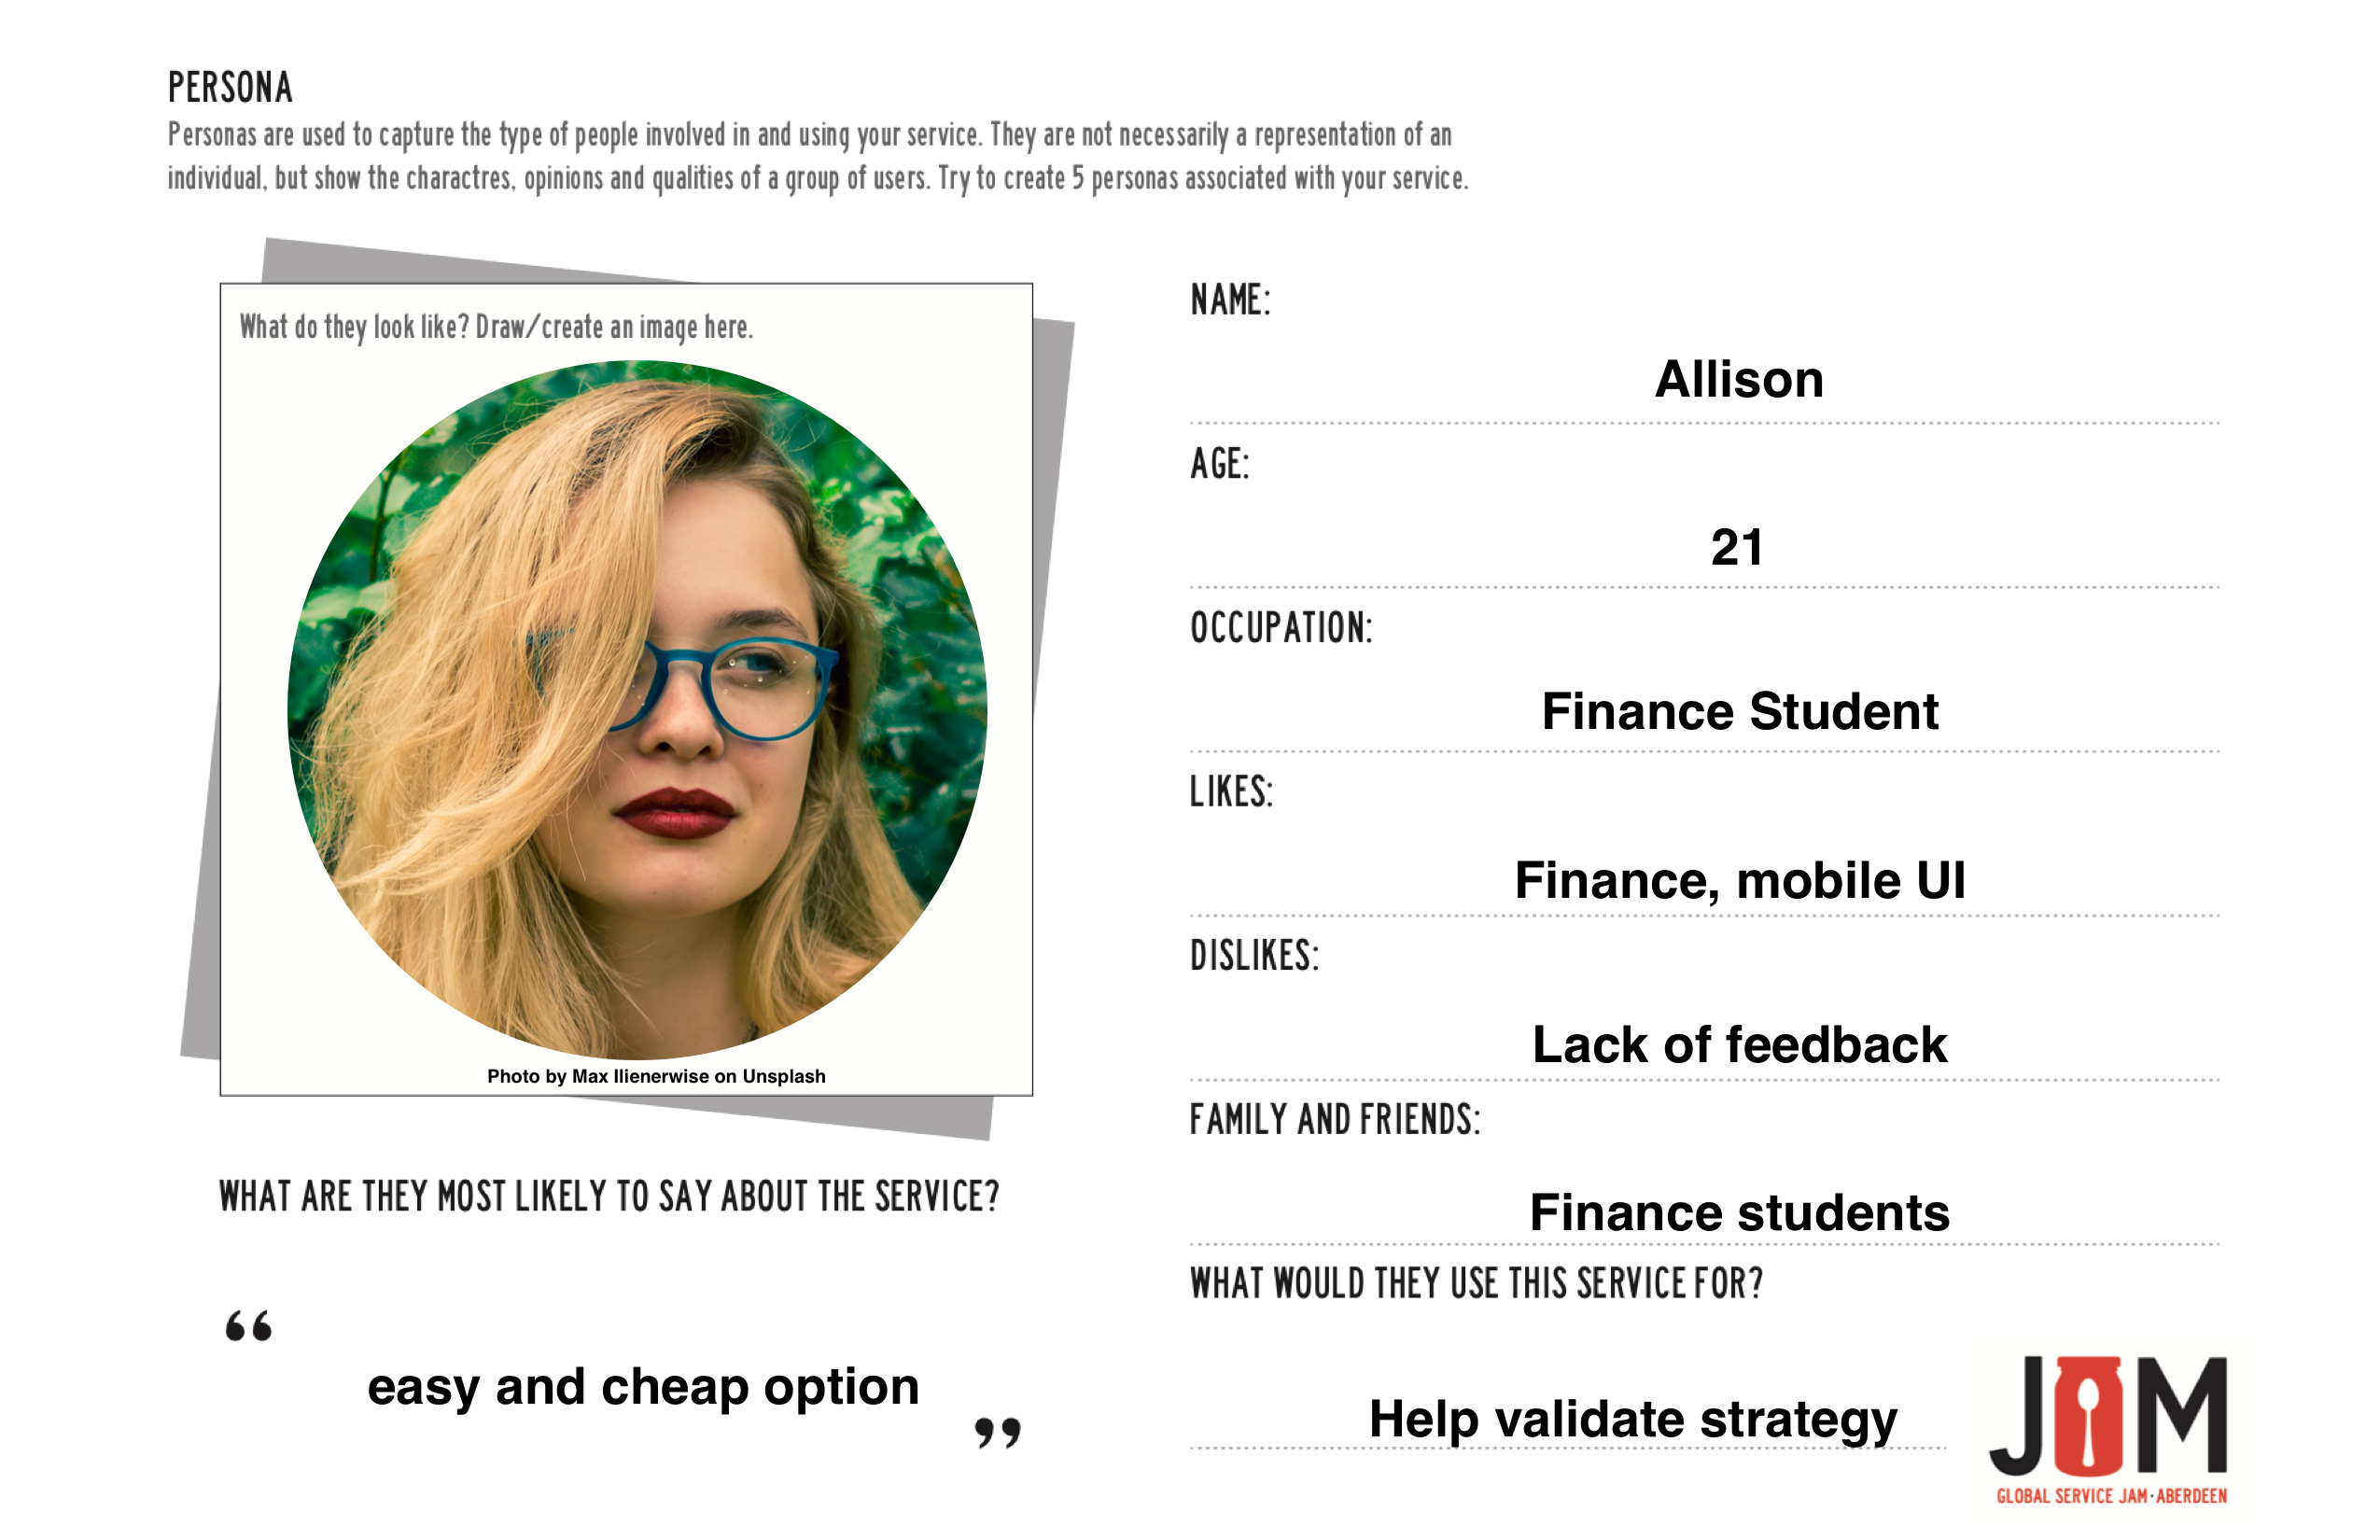 PERSONA
Personas are used to capture the type of people involved in and using your service. They are not necessarily a representation of an
individual, but show the charactres, opinions and qualities of a group of users. Try to create 5 personas associated with your service.
What do they look like? Draw/create an image here.
Photo by Max Ilienerwise on Unsplash
WHAT ARE THEY MOST LIKELY TO SAY ABOUT THE SERVICE?
“
easy and cheap option
”
NAME:
Allison
AGE:
21
OCCUPATION:
Finance Student
LIKES:
Finance, mobile UI
DISLIKES:
Lack of feedback
FAMILY AND FRIENDS:
Finance students
WHAT WOULD THEY USE THIS SERVICE FOR?
Help validate strategy
JAM
GLOBAL SERVICE JAM·ABERDEEN